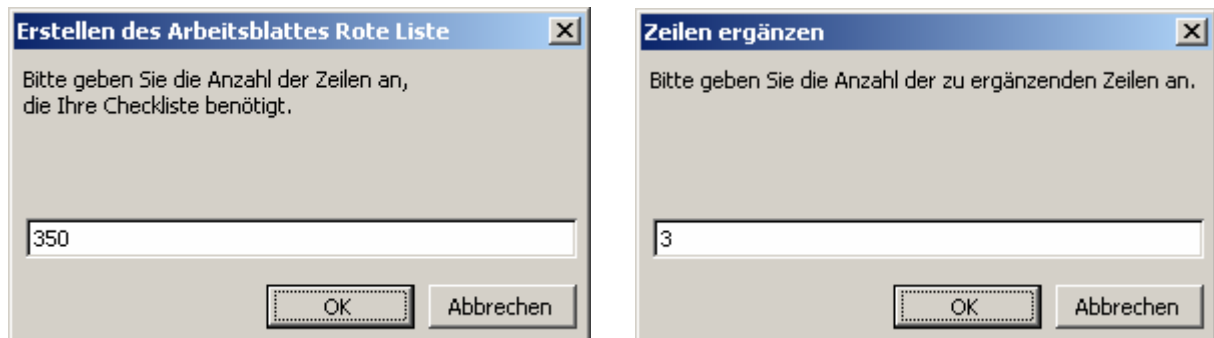 Erstellen des Arbeitsblattes Rote Liste
Bitte geben Sie die Anzahl der Zeilen an,
die Ihre Checkliste benötigt.
350
OK
Abbrechen
Zeilen ergänzen
Bitte geben Sie die Anzahl der zu ergänzenden Zeilen an.
3
OK
Abbrechen